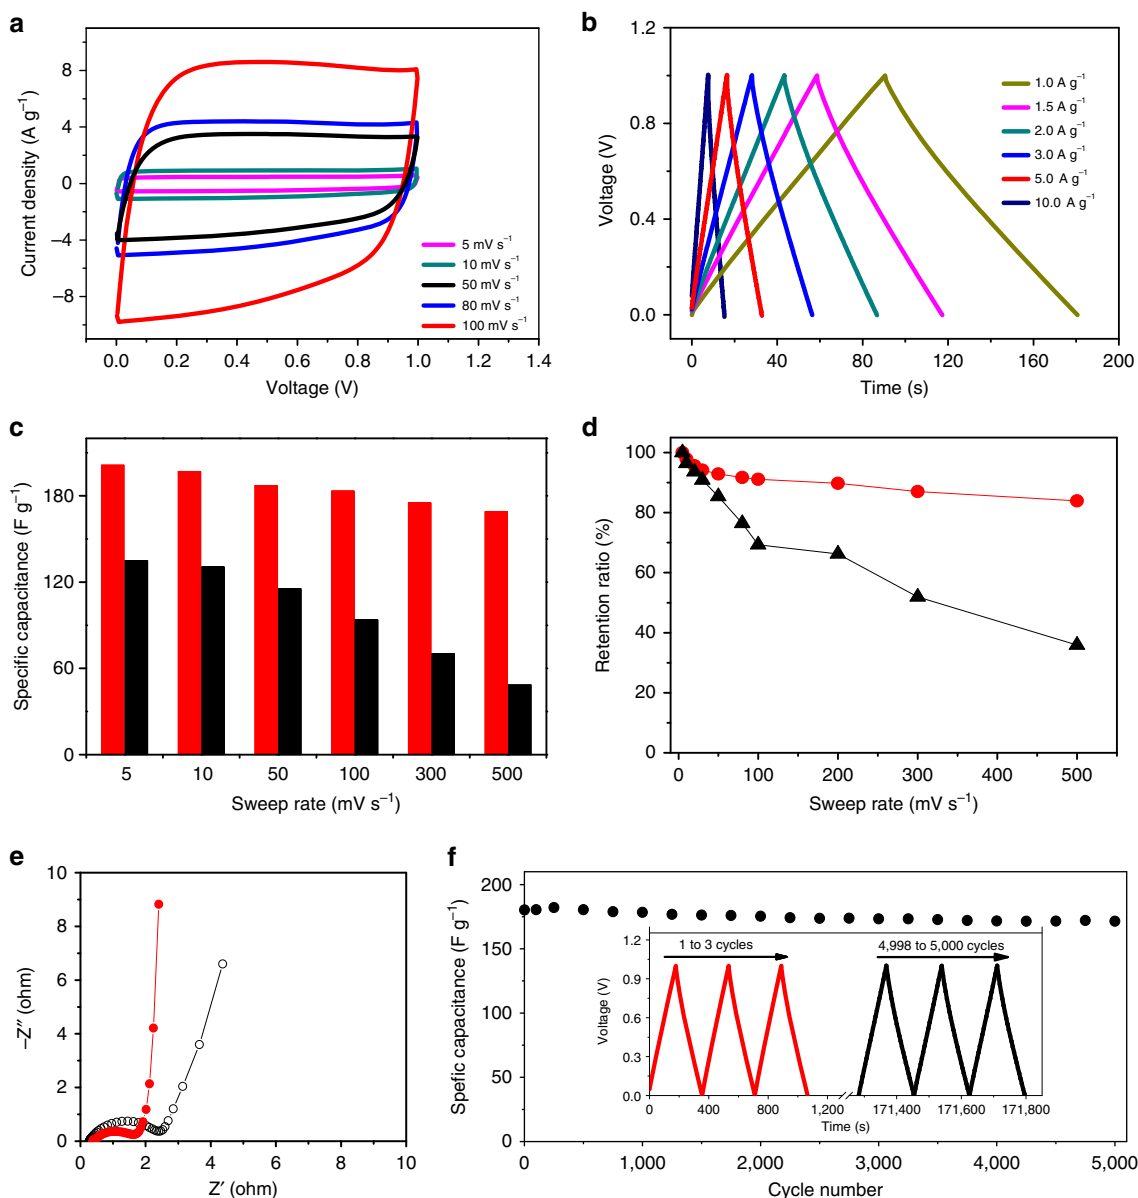 a
8
4
0
−4
−8
Current density (A g⁻¹)
0.0 0.2 0.4 0.6 0.8 1.0 1.2 1.4
Voltage (V)
5 mV s⁻¹
10 mV s⁻¹
50 mV s⁻¹
80 mV s⁻¹
100 mV s⁻¹
b
1.2
0.8
0.4
0.0
Voltage (V)
0 40 80 120 160 200
Time (s)
1.0 A g⁻¹
1.5 A g⁻¹
2.0 A g⁻¹
3.0 A g⁻¹
5.0 A g⁻¹
10.0 A g⁻¹
c
180
120
60
0
Specific capacitance (F g⁻¹)
5 10 50 100 300 500
Sweep rate (mV s⁻¹)
d
100
80
60
40
20
0
Retention ratio (%)
0 100 200 300 400 500
Sweep rate (mV s⁻¹)
e
10
8
6
4
2
0
−Z″ (ohm)
0 2 4 6 8 10
Z′ (ohm)
f
200
150
100
50
0
Spefic capacitance (F g⁻¹)
0 1,000 2,000 3,000 4,000 5,000
Cycle number
1.2
0.9
0.6
0.3
0.0
Voltage (V)
1 to 3 cycles
4,998 to 5,000 cycles
0 400 800 1,200 171,400 171,600 171,800
Time (s)